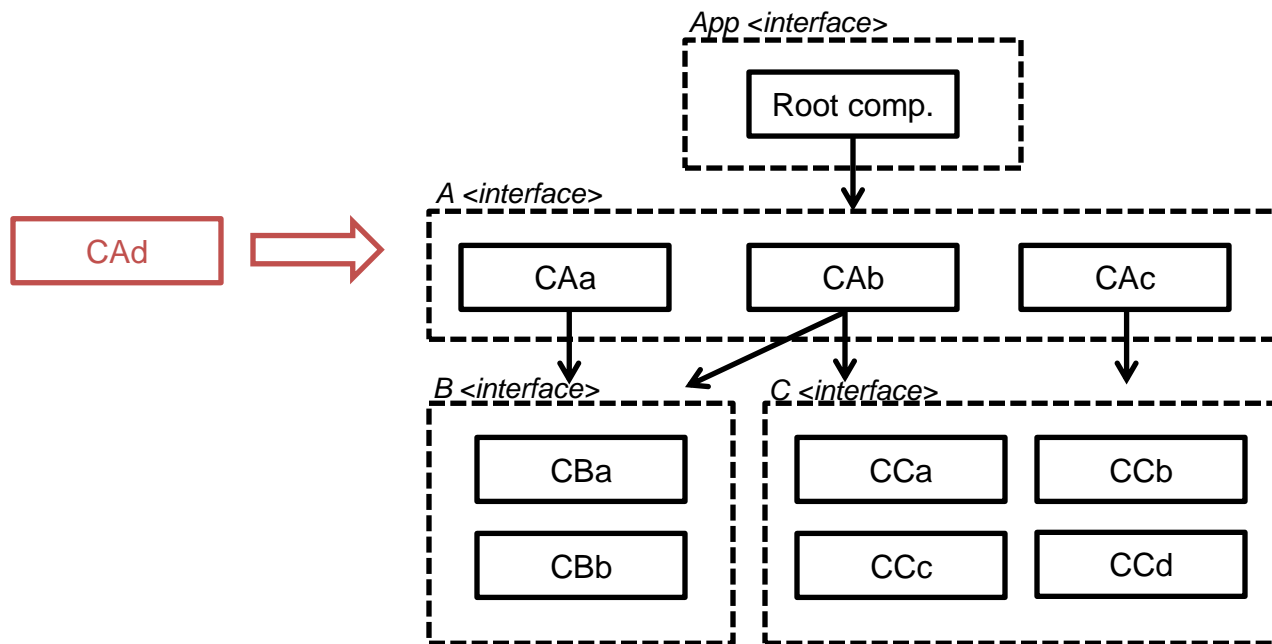 App <interface>
Root comp.
A <interface>
CAd
CAa
CAb
CAc
B <interface>
C <interface>
CBa
CCa
CCb
CBb
CCc
CCd